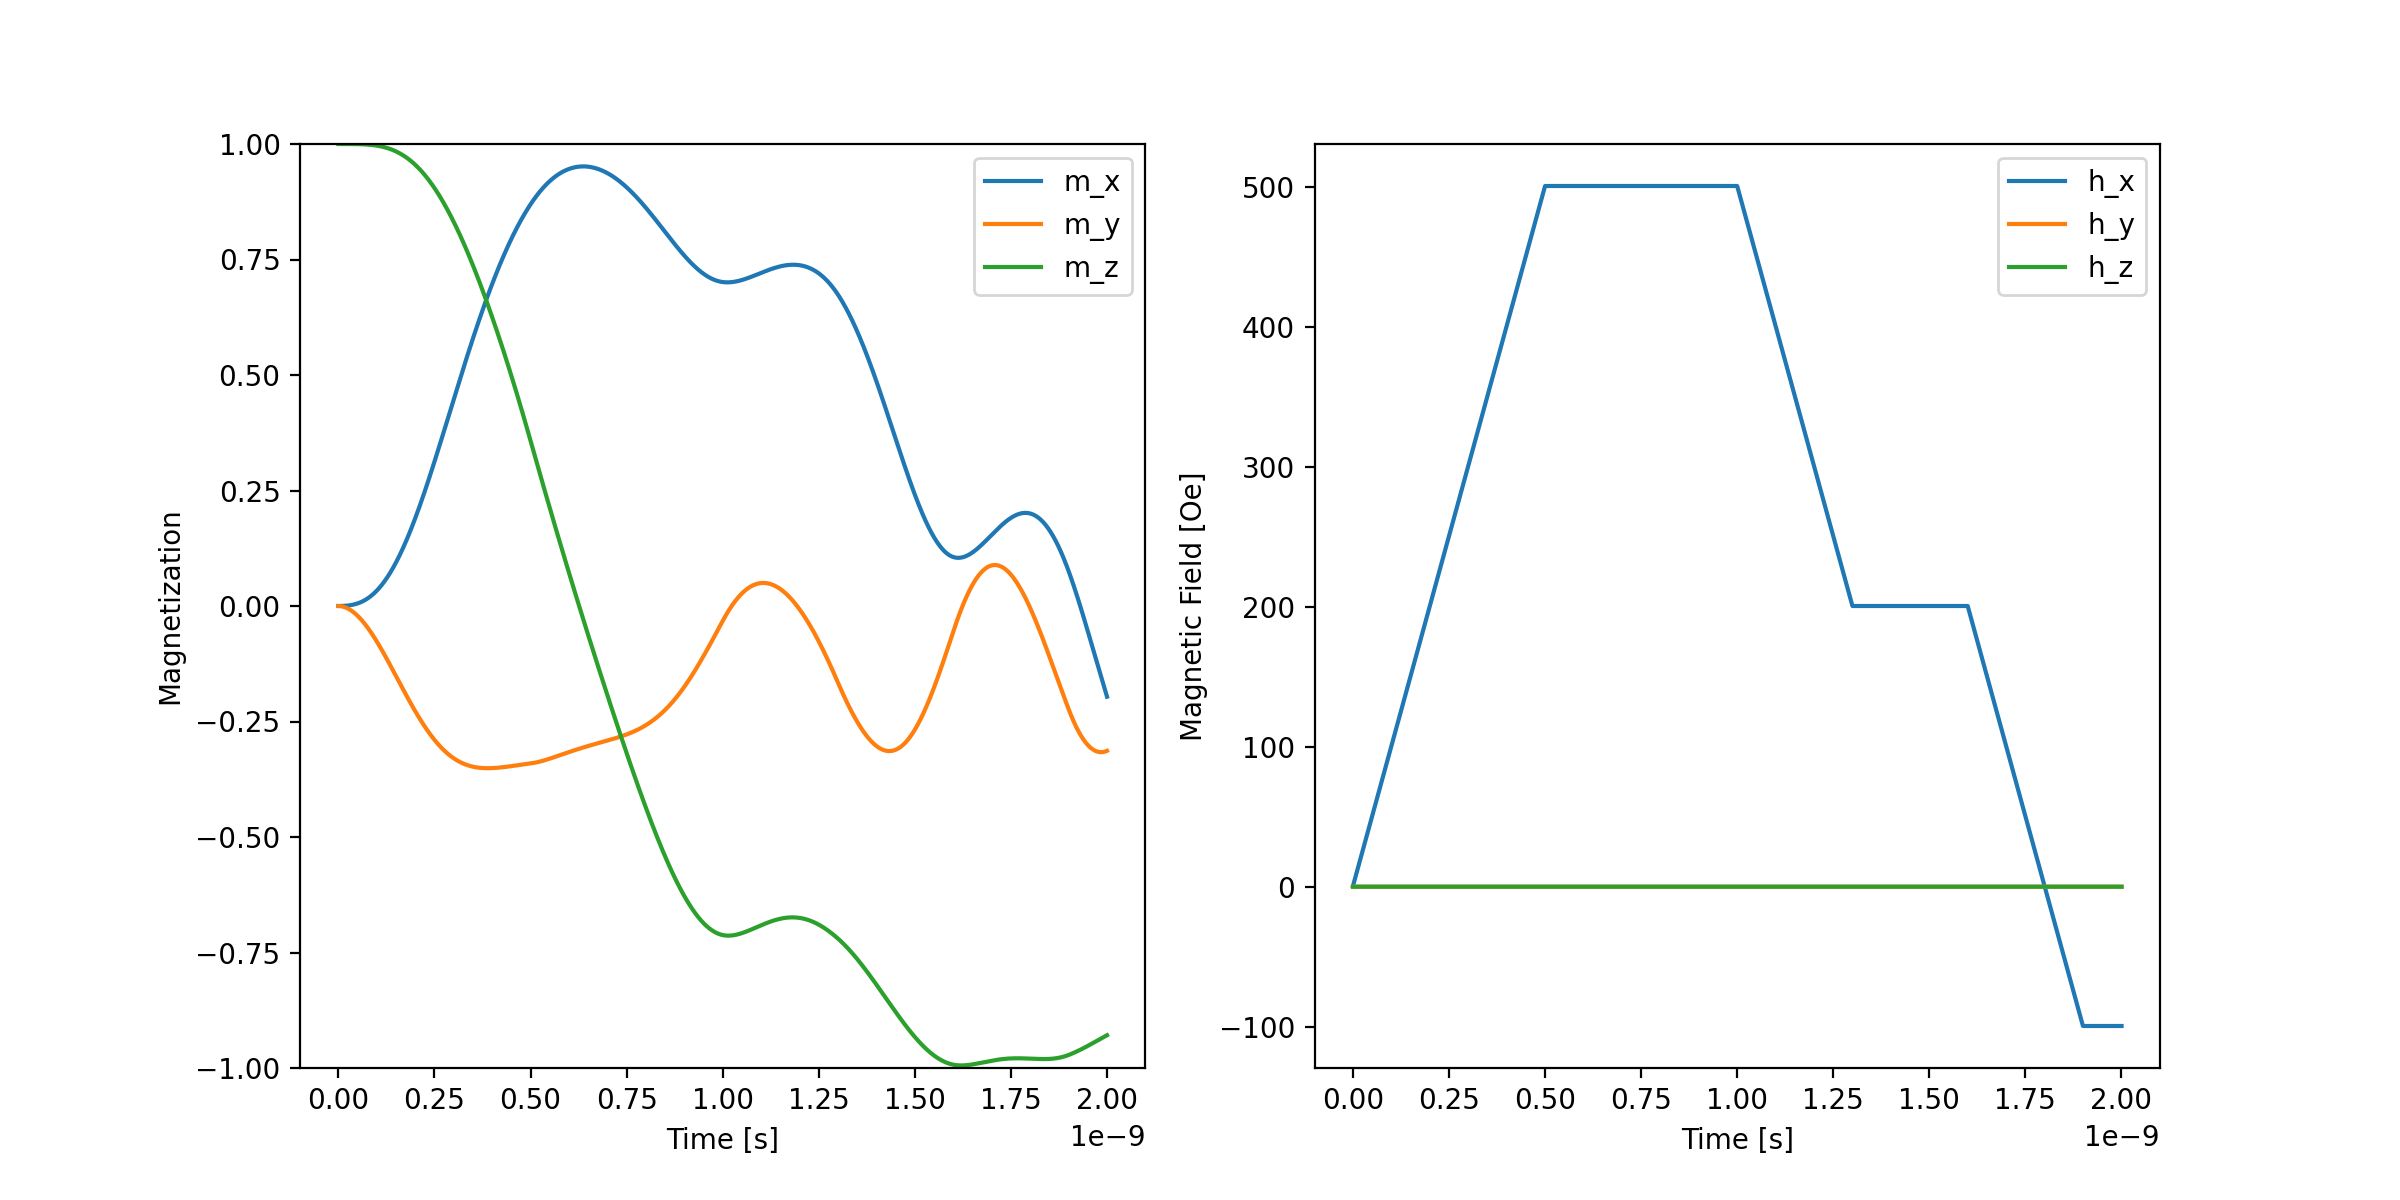 Magnetization
1.00
0.75
0.50
0.25
0.00
−0.25
−0.50
−0.75
−1.00
m_x
m_y
m_z
0.00 0.25 0.50 0.75 1.00 1.25 1.50 1.75 2.00
Time [s]
1e−9
Magnetic Field [Oe]
500
400
300
200
100
0
−100
h_x
h_y
h_z
0.00 0.25 0.50 0.75 1.00 1.25 1.50 1.75 2.00
Time [s]
1e−9